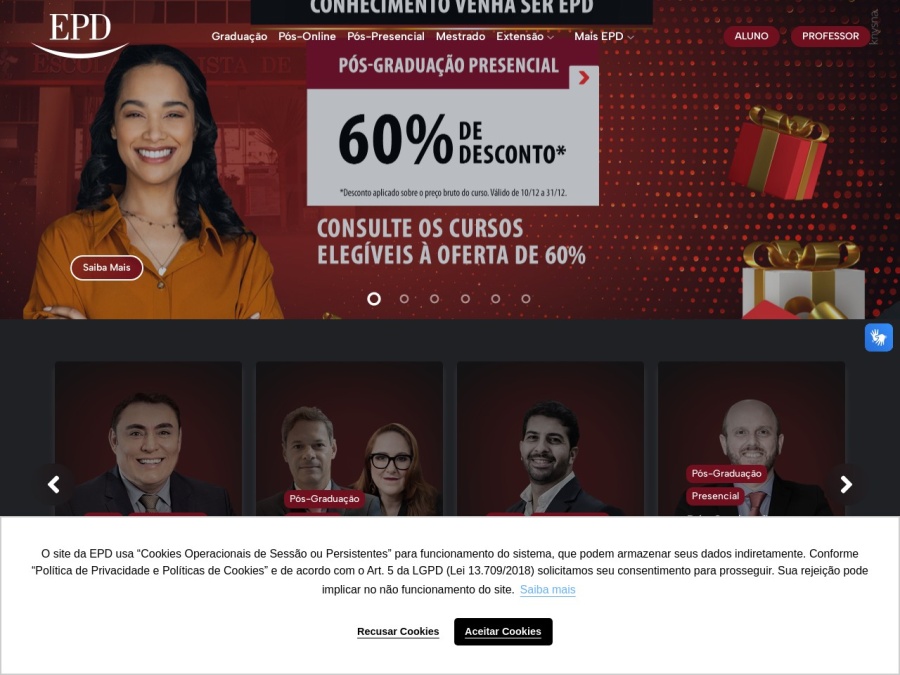 CONHECIMENTO VENHA SER EPD
EPD
Graduação Pós-Online Pós-Presencial Mestrado Extensão Mais EPD ALUNO PROFESSOR
PÓS-GRADUAÇÃO PRESENCIAL
60% DE DESCONTO*
*Desconto aplicado sobre o preço bruto do curso. Válido de 10/12 a 31/12.
CONSULTE OS CURSOS
ELEGÍVEIS À OFERTA DE 60%
Saiba Mais
Pós-Graduação
Pós-Graduação
Presencial
O site da EPD usa “Cookies Operacionais de Sessão ou Persistentes” para funcionamento do sistema, que podem armazenar seus dados indiretamente. Conforme
“Política de Privacidade e Políticas de Cookies” e de acordo com o Art. 5 da LGPD (Lei 13.709/2018) solicitamos seu consentimento para prosseguir. Sua rejeição pode
implicar no não funcionamento do site. Saiba mais
Recusar Cookies Aceitar Cookies